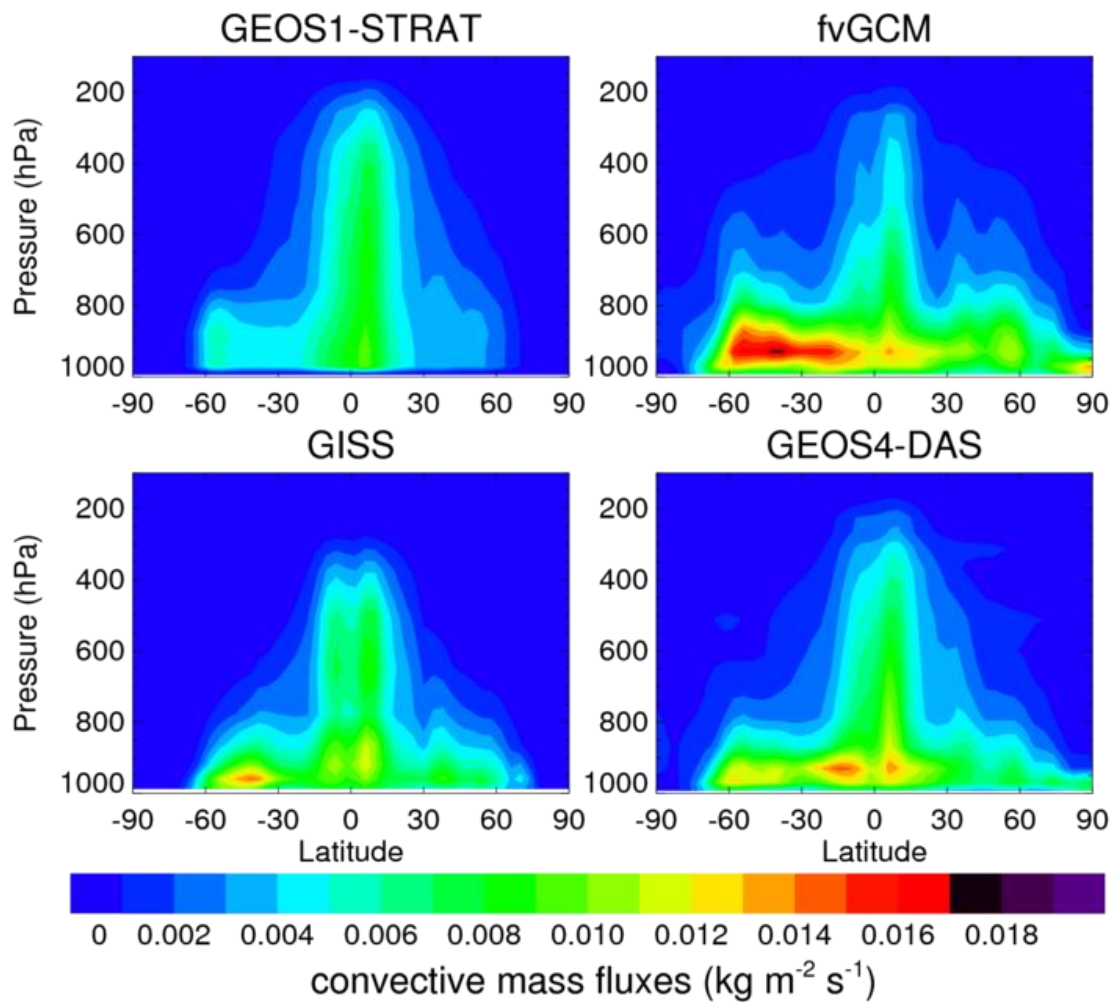 GEOS1-STRAT fvGCM
Pressure (hPa)
200 200
400 400
600 600
800 800
1000 1000
-90 -60 -30 0 30 60 90 -90 -60 -30 0 30 60 90
GISS GEOS4-DAS
Pressure (hPa)
200 200
400 400
600 600
800 800
1000 1000
-90 -60 -30 0 30 60 90 -90 -60 -30 0 30 60 90
Latitude Latitude
0 0.002 0.004 0.006 0.008 0.010 0.012 0.014 0.016 0.018
convective mass fluxes (kg m⁻² s⁻¹)